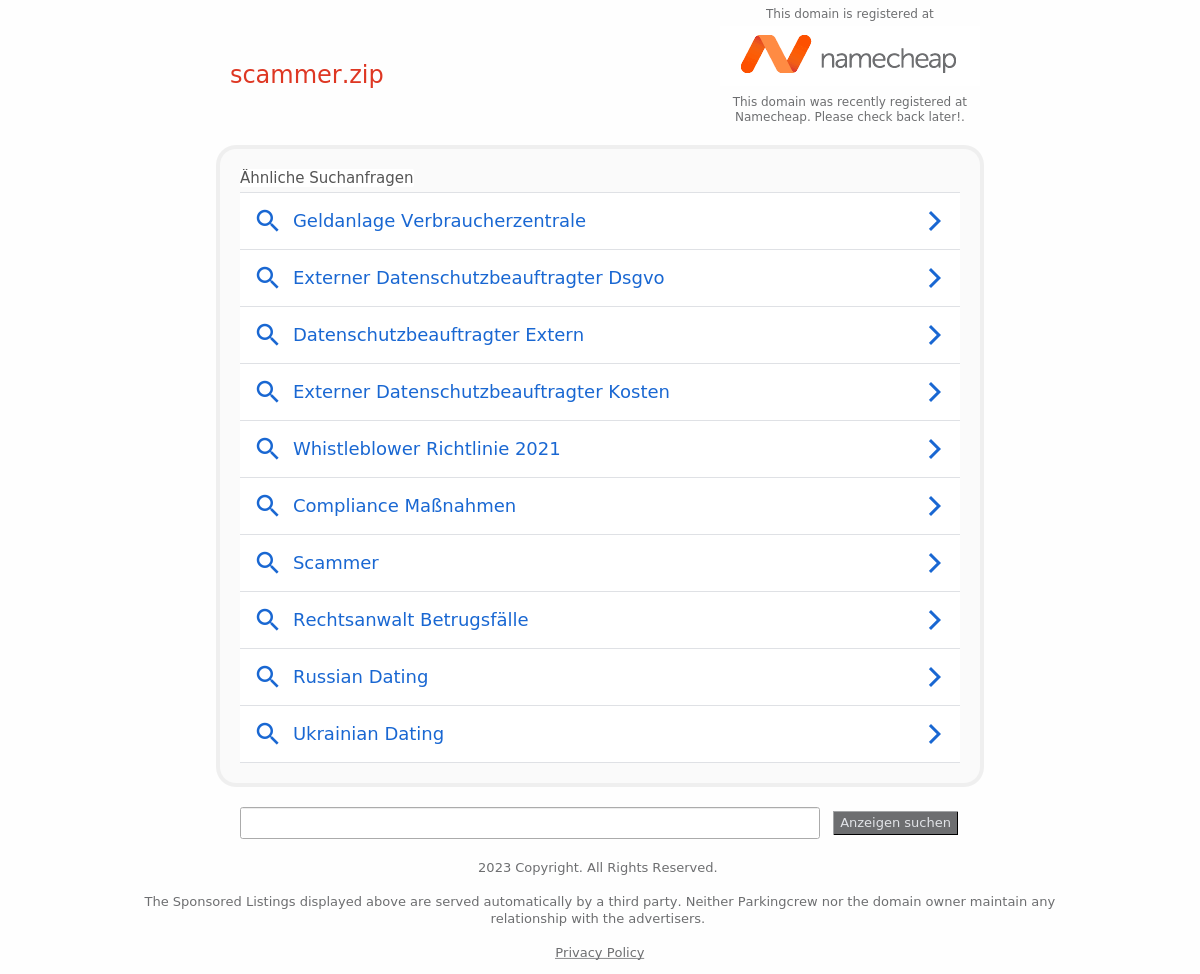 This domain is registered at
namecheap
scammer.zip
This domain was recently registered at
Namecheap. Please check back later!.
Ähnliche Suchanfragen
Geldanlage Verbraucherzentrale
Externer Datenschutzbeauftragter Dsgvo
Datenschutzbeauftragter Extern
Externer Datenschutzbeauftragter Kosten
Whistleblower Richtlinie 2021
Compliance Maßnahmen
Scammer
Rechtsanwalt Betrugsfälle
Russian Dating
Ukrainian Dating
Anzeigen suchen
2023 Copyright. All Rights Reserved.
The Sponsored Listings displayed above are served automatically by a third party. Neither Parkingcrew nor the domain owner maintain any
relationship with the advertisers.
Privacy Policy